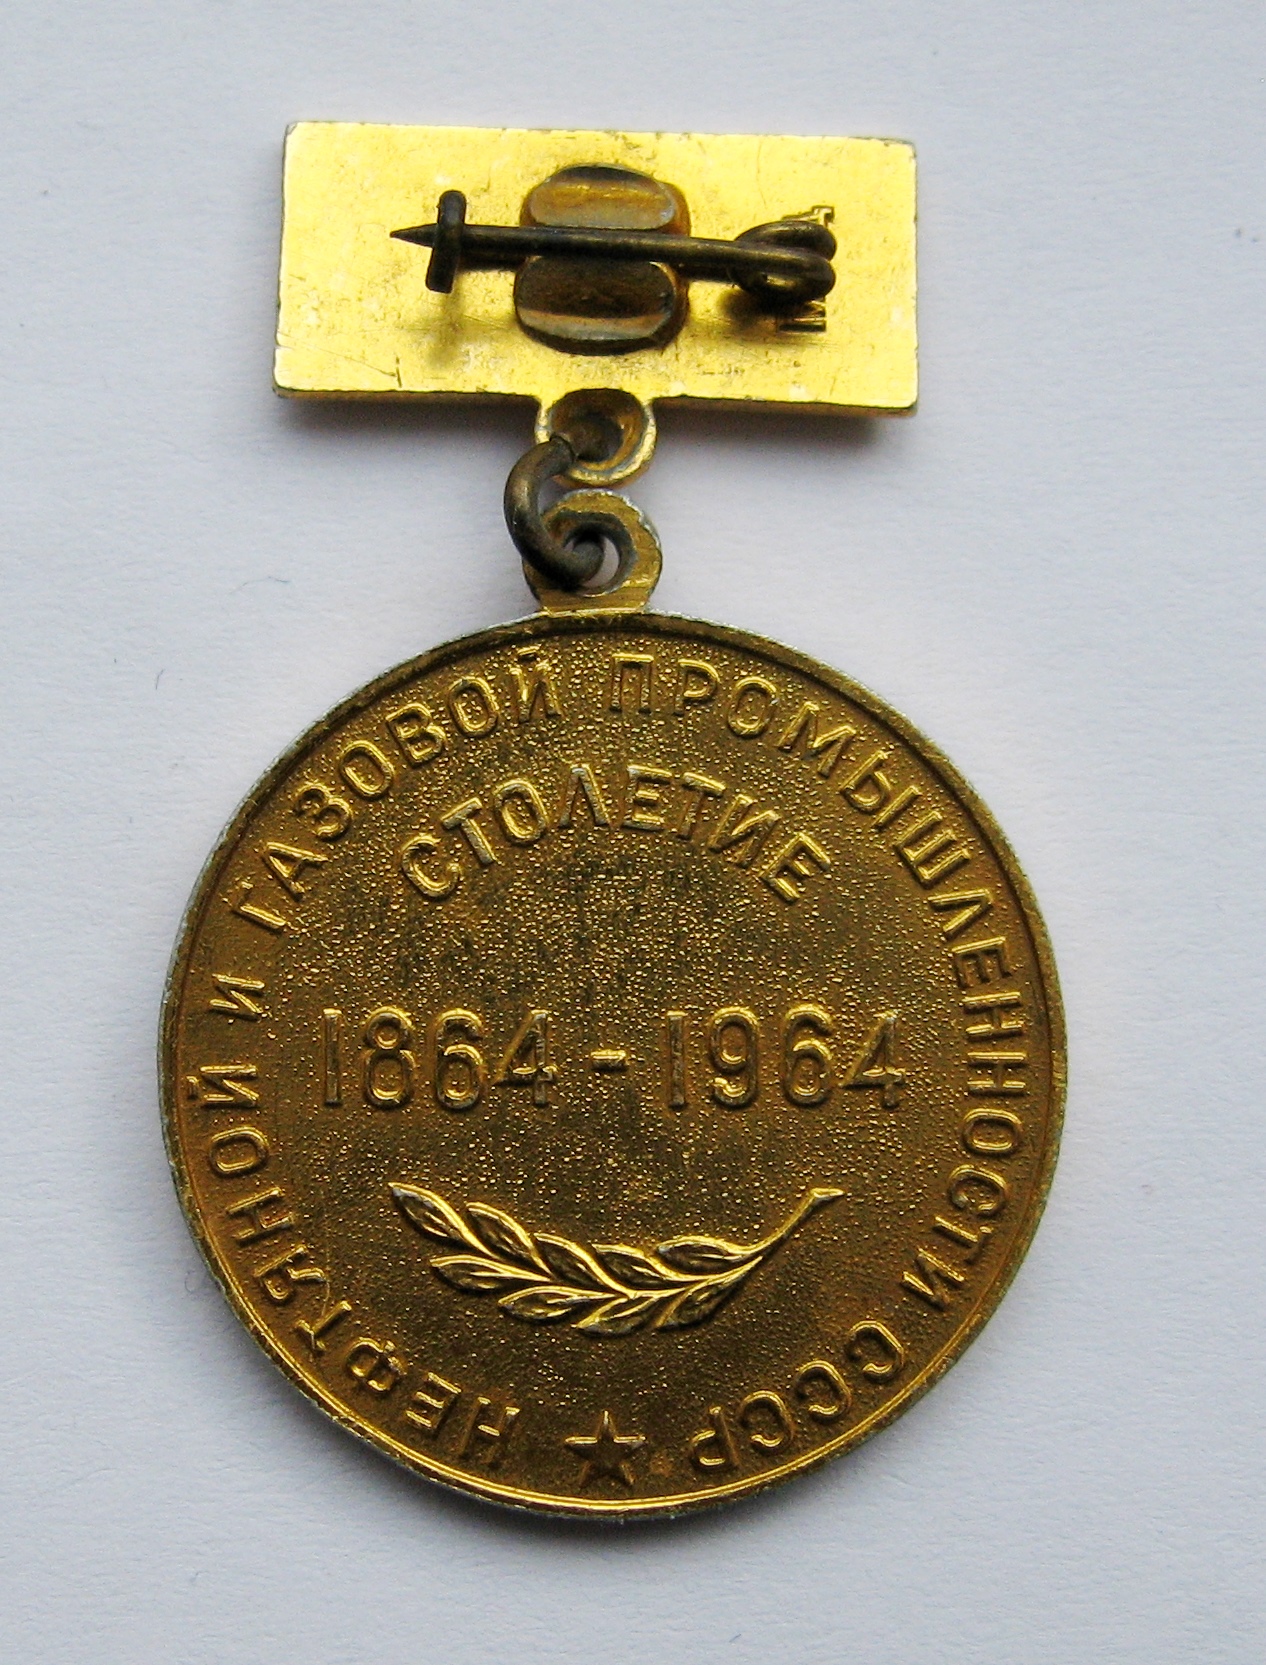 НЕФТЯНОЙ И ГАЗОВОЙ ПРОМЫШЛЕННОСТИ СССР
СТОЛЕТИЕ
1864-1964